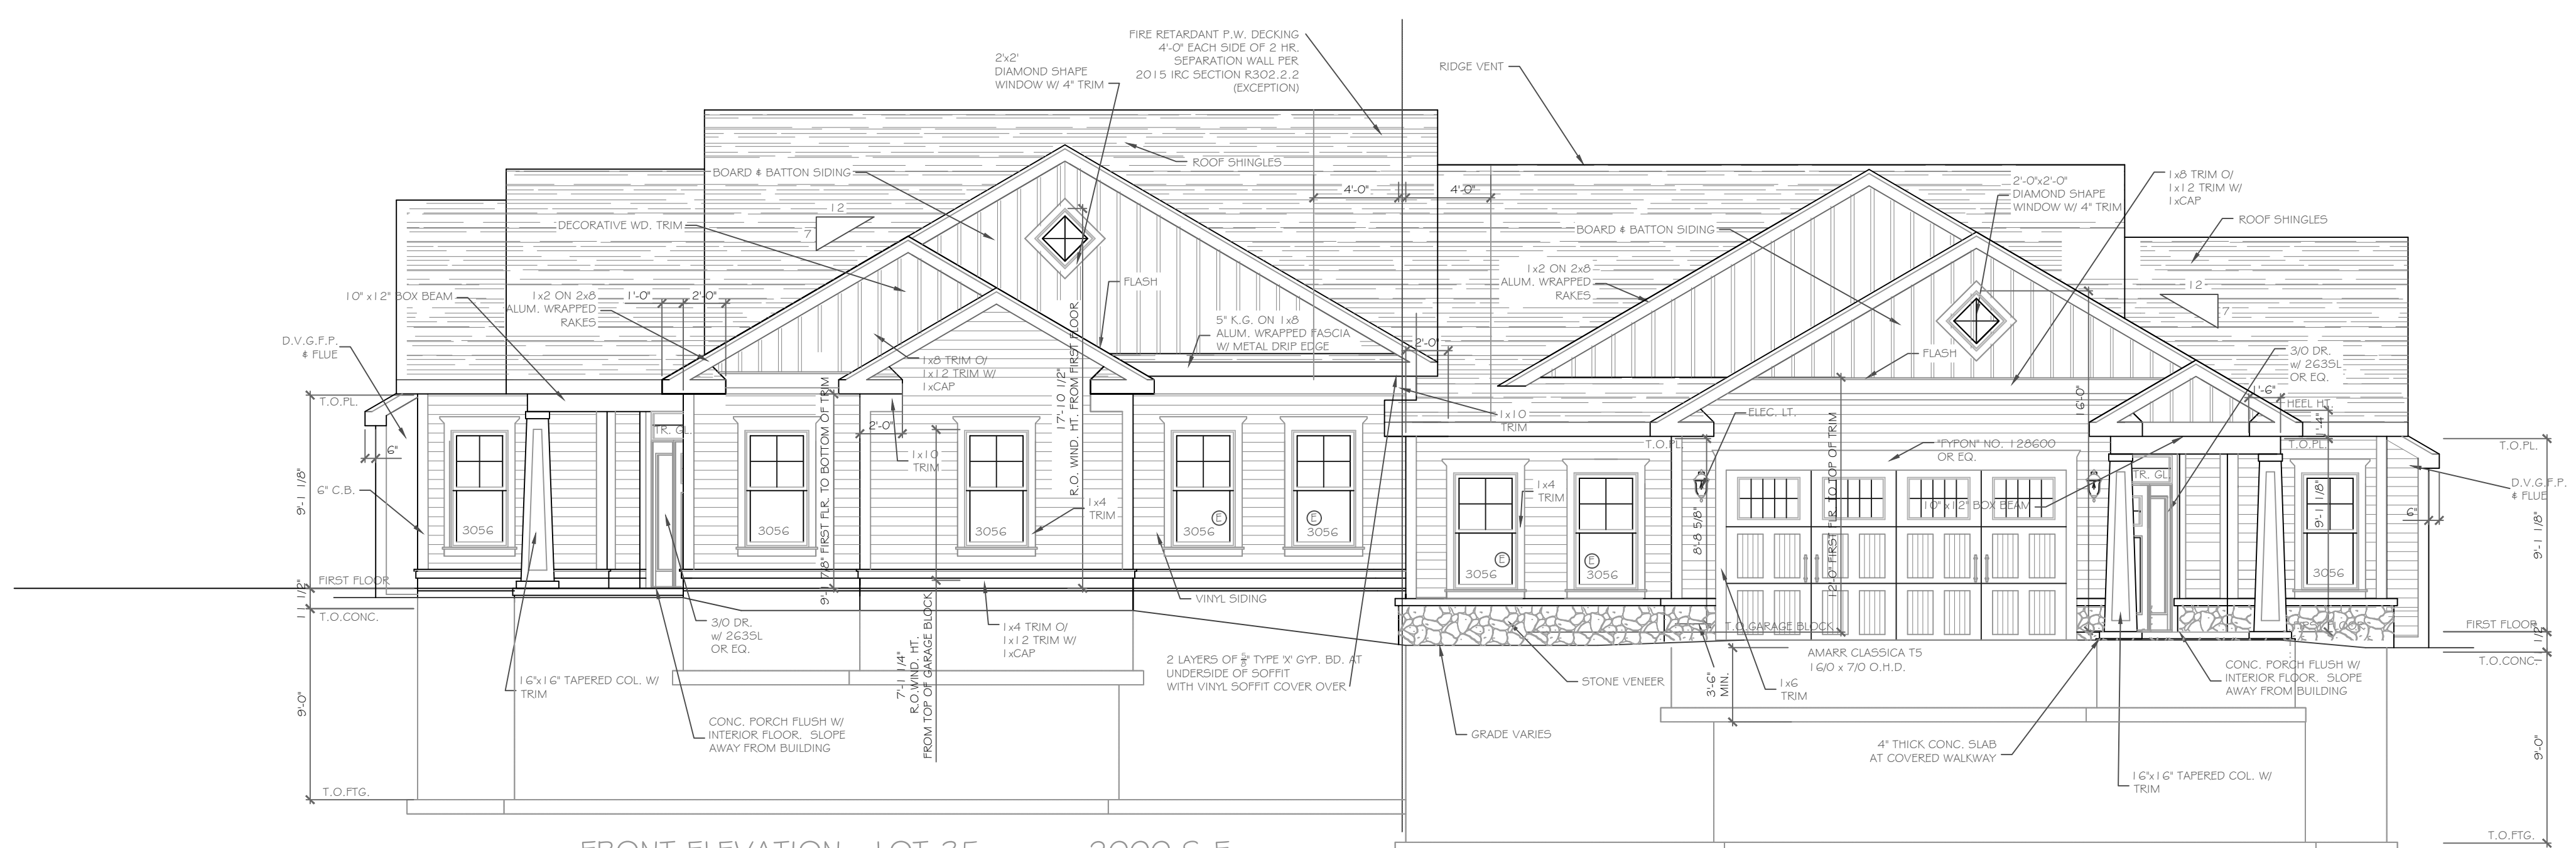 FIRE RETARDANT P.W. DECKING
4'-0" EACH SIDE OF 2 HR.
SEPARATION WALL PER
2015 IRC SECTION R302.2.2
(EXCEPTION)
2'x2'
DIAMOND SHAPE
WINDOW W/ 4" TRIM
RIDGE VENT
ROOF SHINGLES
BOARD & BATTON SIDING
4'-0"
4'-0"
2'-0"x2'-0"
DIAMOND SHAPE
WINDOW W/ 4" TRIM
1x8 TRIM O/
1x12 TRIM W/
1xCAP
12
7
DECORATIVE WD. TRIM
ROOF SHINGLES
BOARD & BATTON SIDING
1x2 ON 2x8
ALUM. WRAPPED
RAKES
FLASH
12
7
10" x12" BOX BEAM
1x2 ON 2x8
ALUM. WRAPPED
RAKES
1'-0"
2'-0"
5" K.G. ON 1x8
ALUM. WRAPPED FASCIA
W/ METAL DRIP EDGE
2'-0"
D.V.G.F.P.
& FLUE
1x8 TRIM O/
1x12 TRIM W/
1xCAP
FLASH
3/0 DR.
w/ 263SL
OR EQ.
1'-6"
HEEL HT.
1'-4"
16'-0"
T.O.PL.
1x10
TRIM
ELEC. LT.
TR. GL.
2'-0"
1x10
TRIM
T.O.PL.
"FYPON" NO. 128600
OR EQ.
T.O.PL.
T.O.PL.
6"
TR. GL.
D.V.G.F.P.
& FLUE
6" C.B.
1x4
TRIM
1x4
TRIM
10" x12" BOX BEAM
6"
3056
3056
3056
3056
E
E
3056
E
3056
E
3056
3056
9'-1 1/8"
9'-1 7/8" FIRST FLR. TO BOTTOM OF TRIM
17'-10 1/2"
R.O. WIND. HT. FROM FIRST FLOOR
8'-8 5/8"
12'-0" FIRST FLR. TO TOP OF TRIM
9'-1 1/8"
9'-1 1/8"
FIRST FLOOR
T.O.CONC.
1 1/2"
VINYL SIDING
3/0 DR.
w/ 263SL
OR EQ.
1x4 TRIM O/
1x12 TRIM W/
1xCAP
T.O.GARAGE BLOCK
FIRST FLOOR
FIRST FLOOR
T.O.CONC.
1 1/2"
2 LAYERS OF 5/8" TYPE 'X' GYP. BD. AT
UNDERSIDE OF SOFFIT
WITH VINYL SOFFIT COVER OVER
AMARR CLASSICA T5
16/0 x 7/0 O.H.D.
CONC. PORCH FLUSH W/
INTERIOR FLOOR. SLOPE
AWAY FROM BUILDING
16"x16" TAPERED COL. W/
TRIM
7'-1 1/4"
R.O.WIND. HT.
FROM TOP OF GARAGE BLOCK
STONE VENEER
3'-6"
MIN.
1x6
TRIM
9'-0"
CONC. PORCH FLUSH W/
INTERIOR FLOOR. SLOPE
AWAY FROM BUILDING
GRADE VARIES
4" THICK CONC. SLAB
AT COVERED WALKWAY
9'-0"
16"x16" TAPERED COL. W/
TRIM
T.O.FTG.
T.O.FTG.
FRONT ELEVATION LOT 35 2000 S.F.